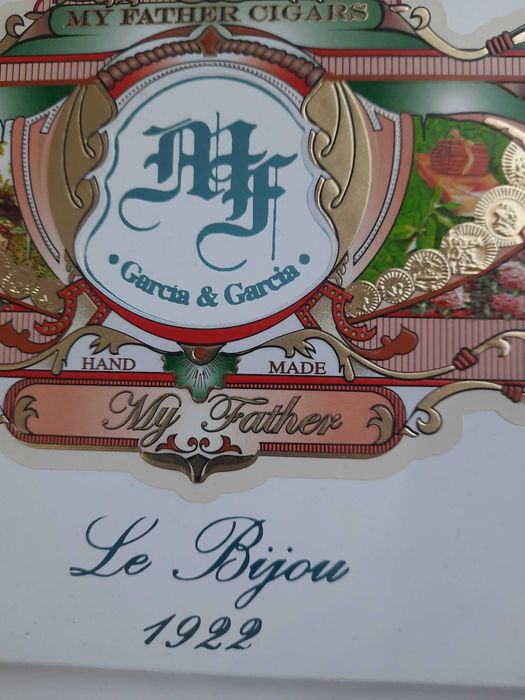 MY FATHER CIGARS
MF
• Garcia & Garcia •
HAND MADE
My Father
Le Bijou
1922